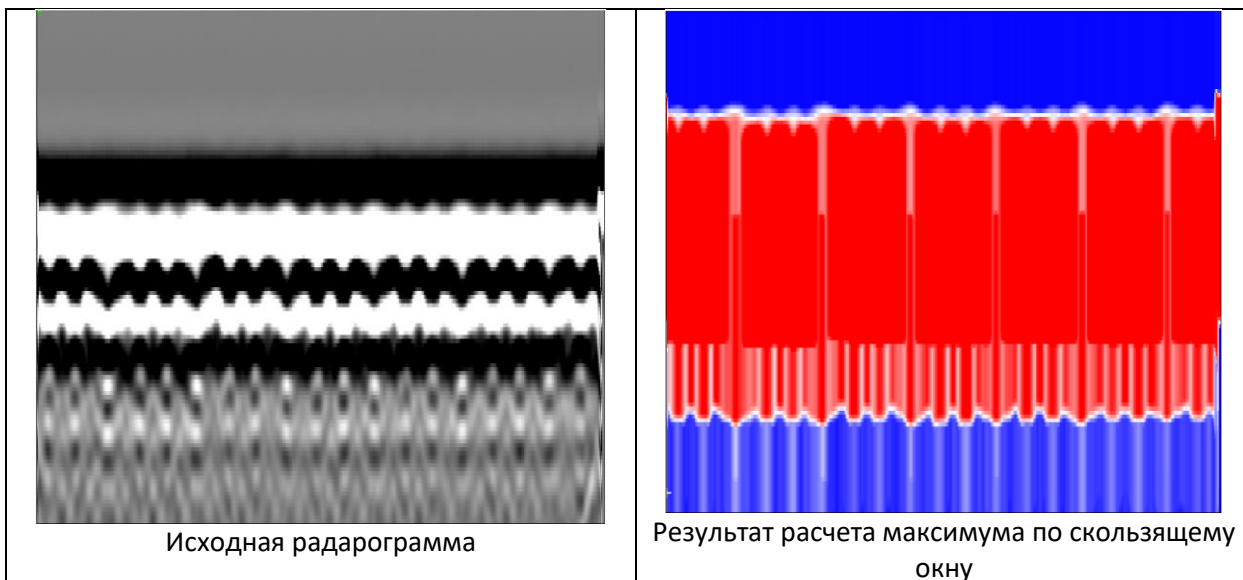 Исходная радарограмма
Результат расчета максимума по скользящему
окну